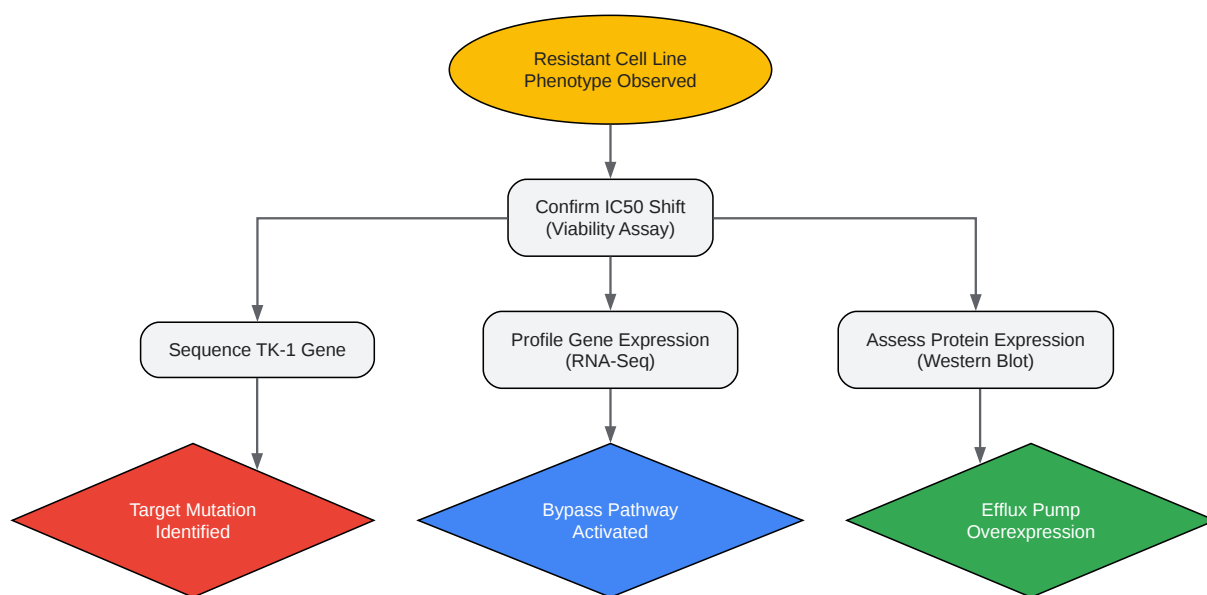 Resistant Cell Line
Phenotype Observed
Confirm IC50 Shift
(Viability Assay)
Sequence TK-1 Gene
Profile Gene Expression
(RNA-Seq)
Assess Protein Expression
(Western Blot)
Target Mutation
Identified
Bypass Pathway
Activated
Efflux Pump
Overexpression